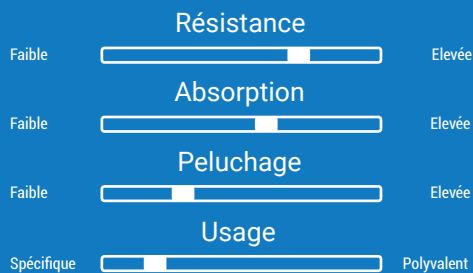 Résistance
Faible Elevée
Absorption
Faible Elevée
Peluchage
Faible Elevée
Usage
Spécifique Polyvalent